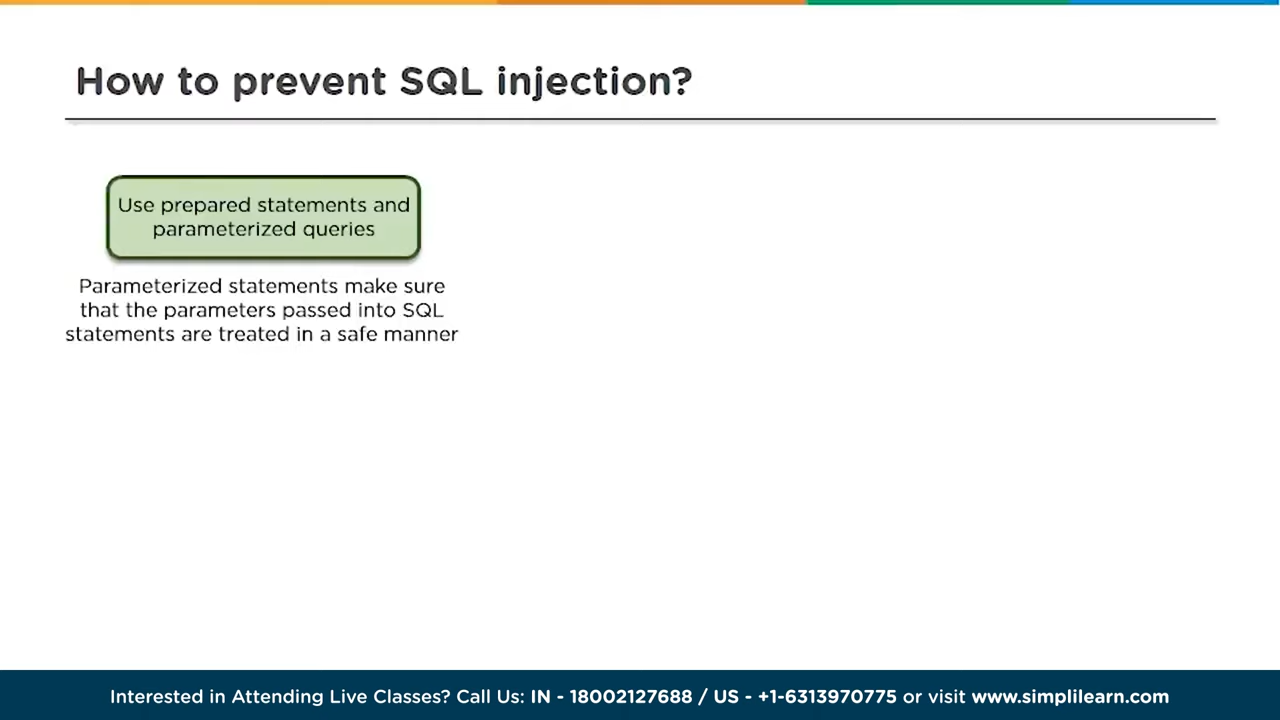 How to prevent SQL injection?
Use prepared statements and
parameterized queries
Parameterized statements make sure
that the parameters passed into SQL
statements are treated in a safe manner
Interested in Attending Live Classes? Call Us: IN - 18002127688 / US - +1-6313970775 or visit www.simplilearn.com